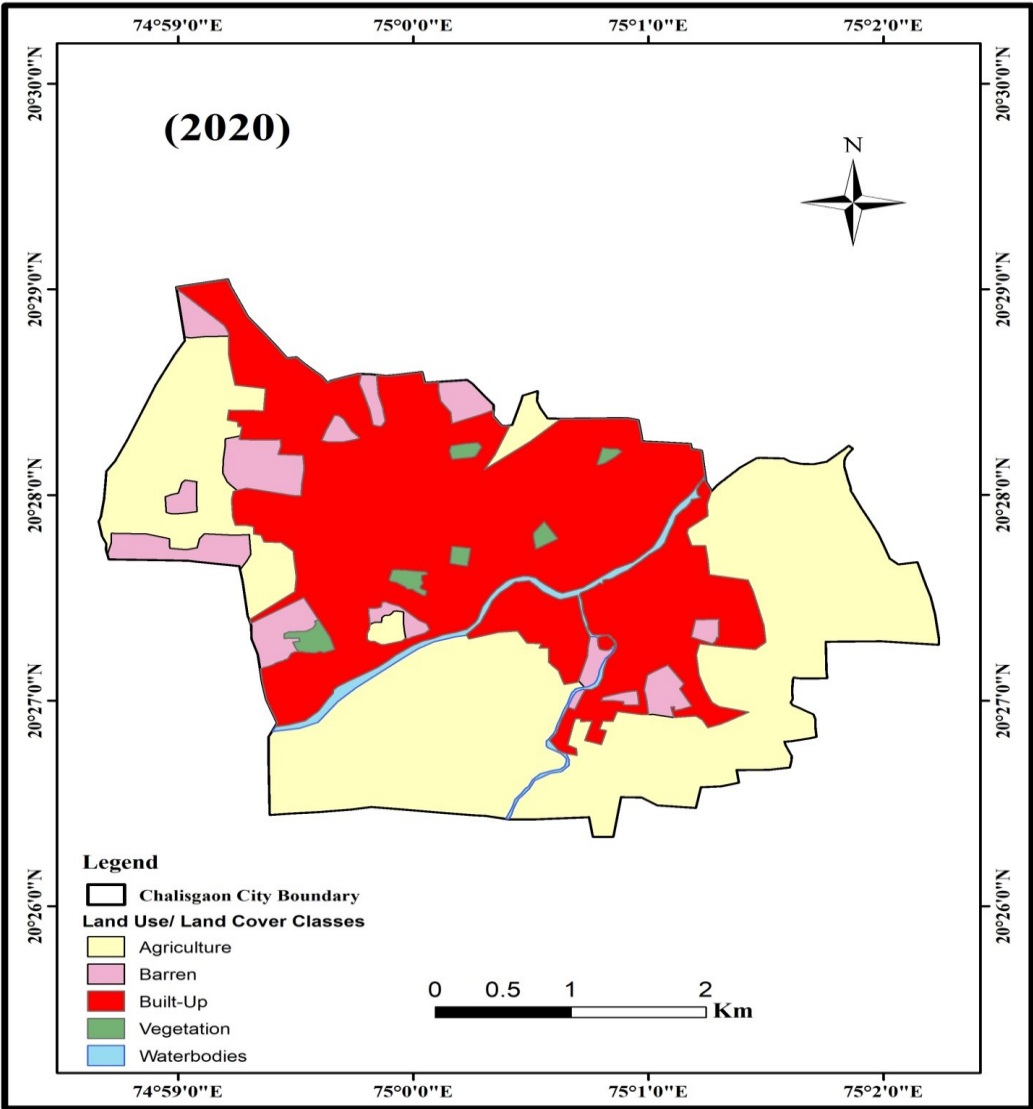 74°59'0"E 75°0'0"E 75°1'0"E 75°2'0"E
20°30'0"N 20°30'0"N
(2020)
N
20°29'0"N 20°29'0"N
20°28'0"N 20°28'0"N
20°27'0"N 20°27'0"N
20°26'0"N 20°26'0"N
Legend
Chalisgaon City Boundary
Land Use/ Land Cover Classes
Agriculture
Barren
Built-Up
Vegetation
Waterbodies
0 0.5 1 2
Km
74°59'0"E 75°0'0"E 75°1'0"E 75°2'0"E